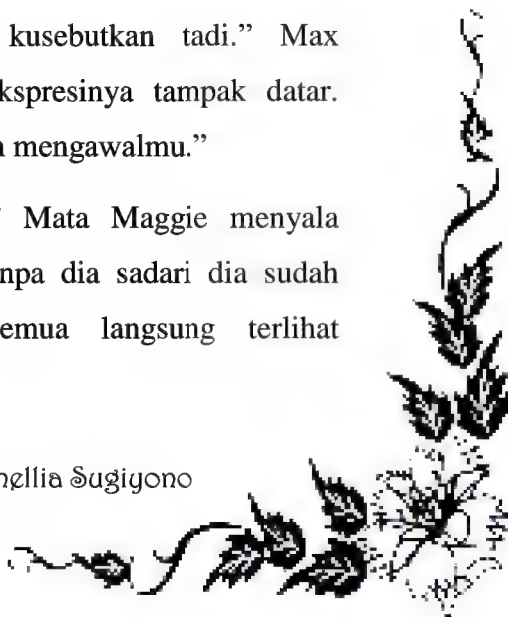 kusebutkan tadi.” Max
kspresinya tampak datar.
n mengawalmu.”
Mata Maggie menyala
npa dia sadari dia sudah
emua langsung terlihat
nellia Sugiyono